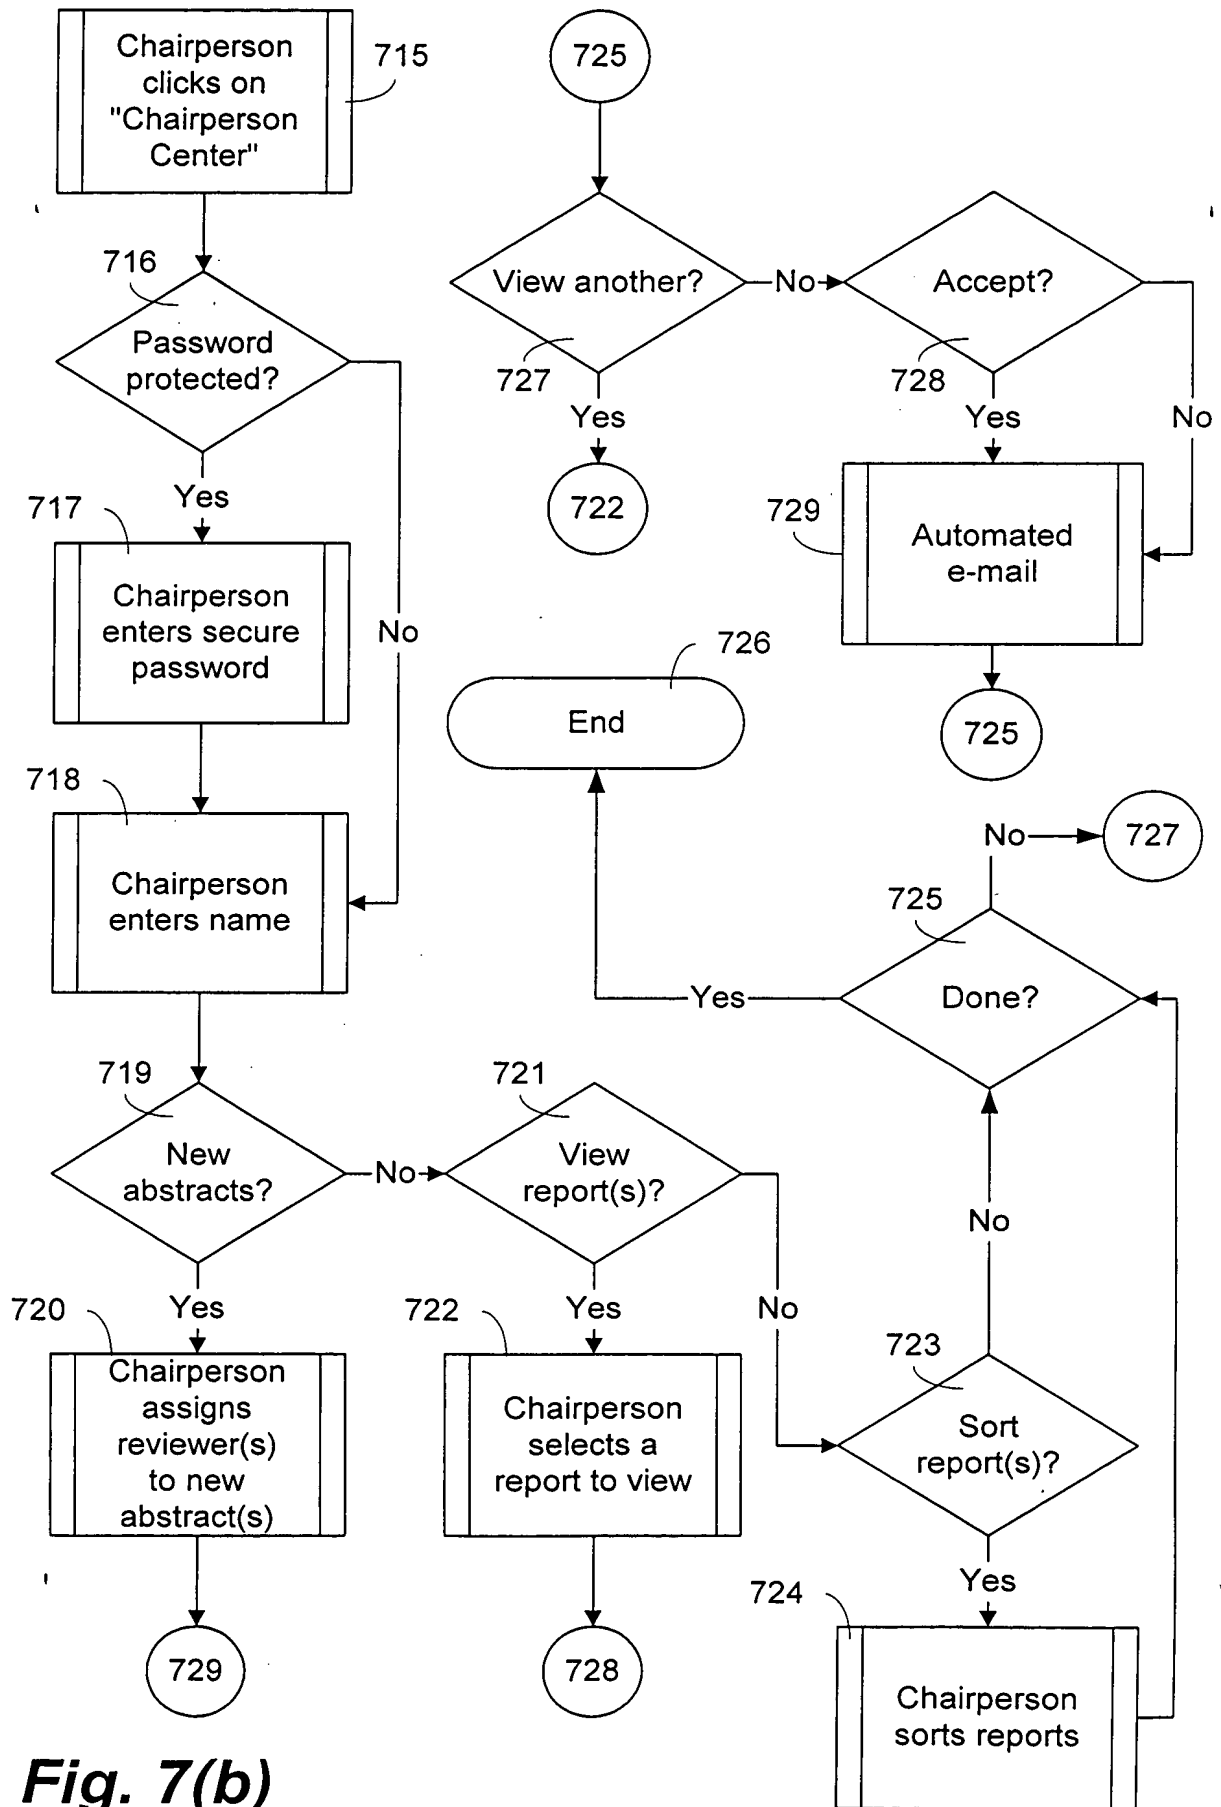 Chairperson
clicks on
"Chairperson
Center"
715
716
Password
protected?
Yes
No
717
Chairperson
enters secure
password
718
Chairperson
enters name
719
New
abstracts?
No
Yes
720
Chairperson
assigns
reviewer(s)
to new
abstract(s)
729
721
View
report(s)?
No
Yes
722
Chairperson
selects a
report to view
728
723
Sort
report(s)?
No
Yes
724
Chairperson
sorts reports
725
Done?
No
727
Yes
726
End
725
View another?
727
No
Yes
722
Accept?
728
Yes
No
729
Automated
e-mail
725
Fig. 7(b)